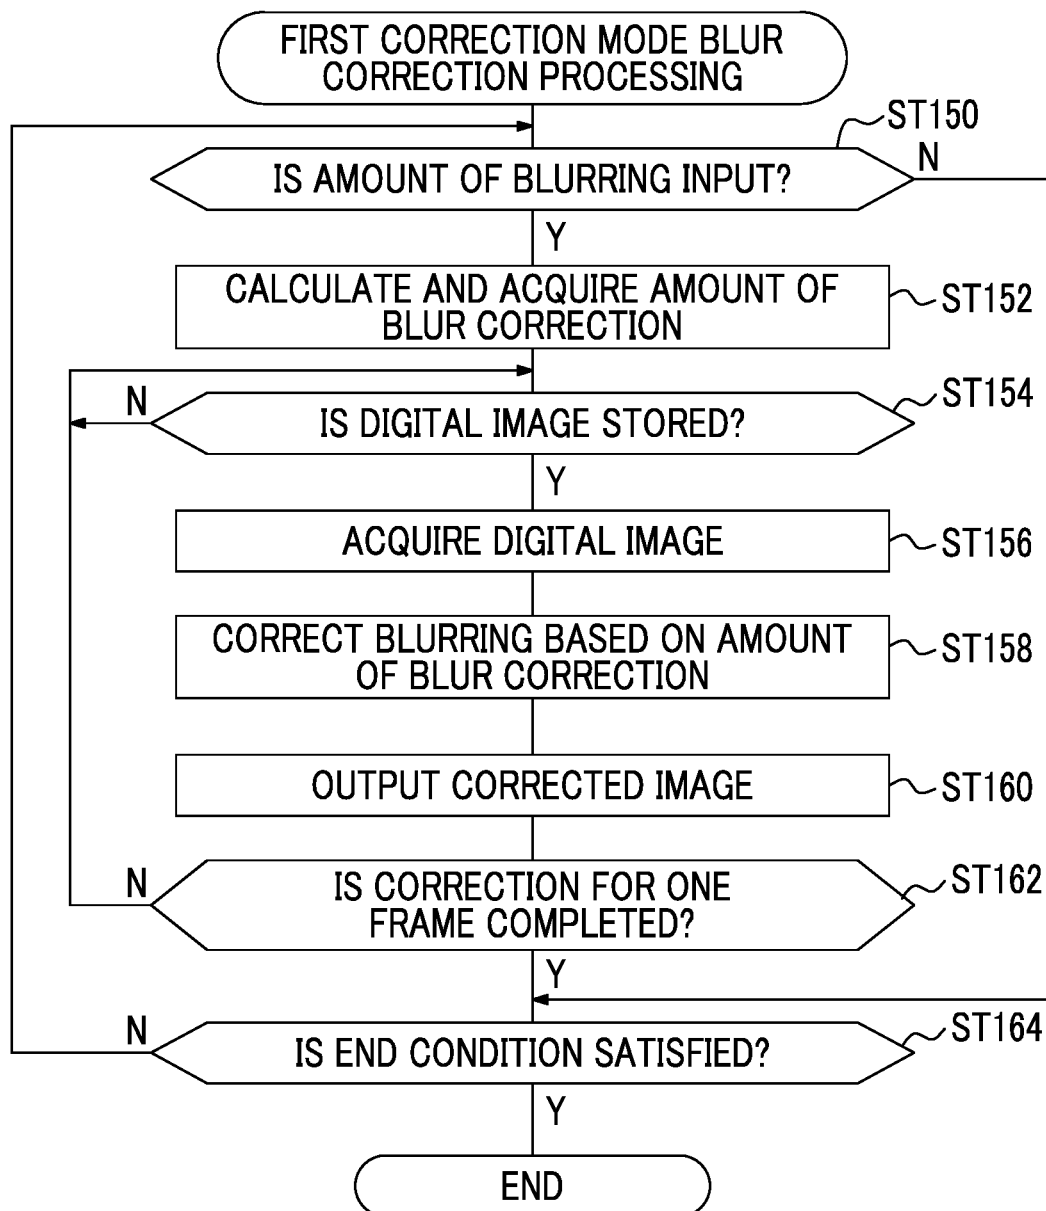 FIRST CORRECTION MODE BLUR
CORRECTION PROCESSING
ST150
IS AMOUNT OF BLURRING INPUT?
N
Y
CALCULATE AND ACQUIRE AMOUNT OF
BLUR CORRECTION
ST152
N
IS DIGITAL IMAGE STORED?
ST154
Y
ACQUIRE DIGITAL IMAGE
ST156
CORRECT BLURRING BASED ON AMOUNT
OF BLUR CORRECTION
ST158
OUTPUT CORRECTED IMAGE
ST160
N
IS CORRECTION FOR ONE
FRAME COMPLETED?
ST162
Y
N
IS END CONDITION SATISFIED?
ST164
Y
END